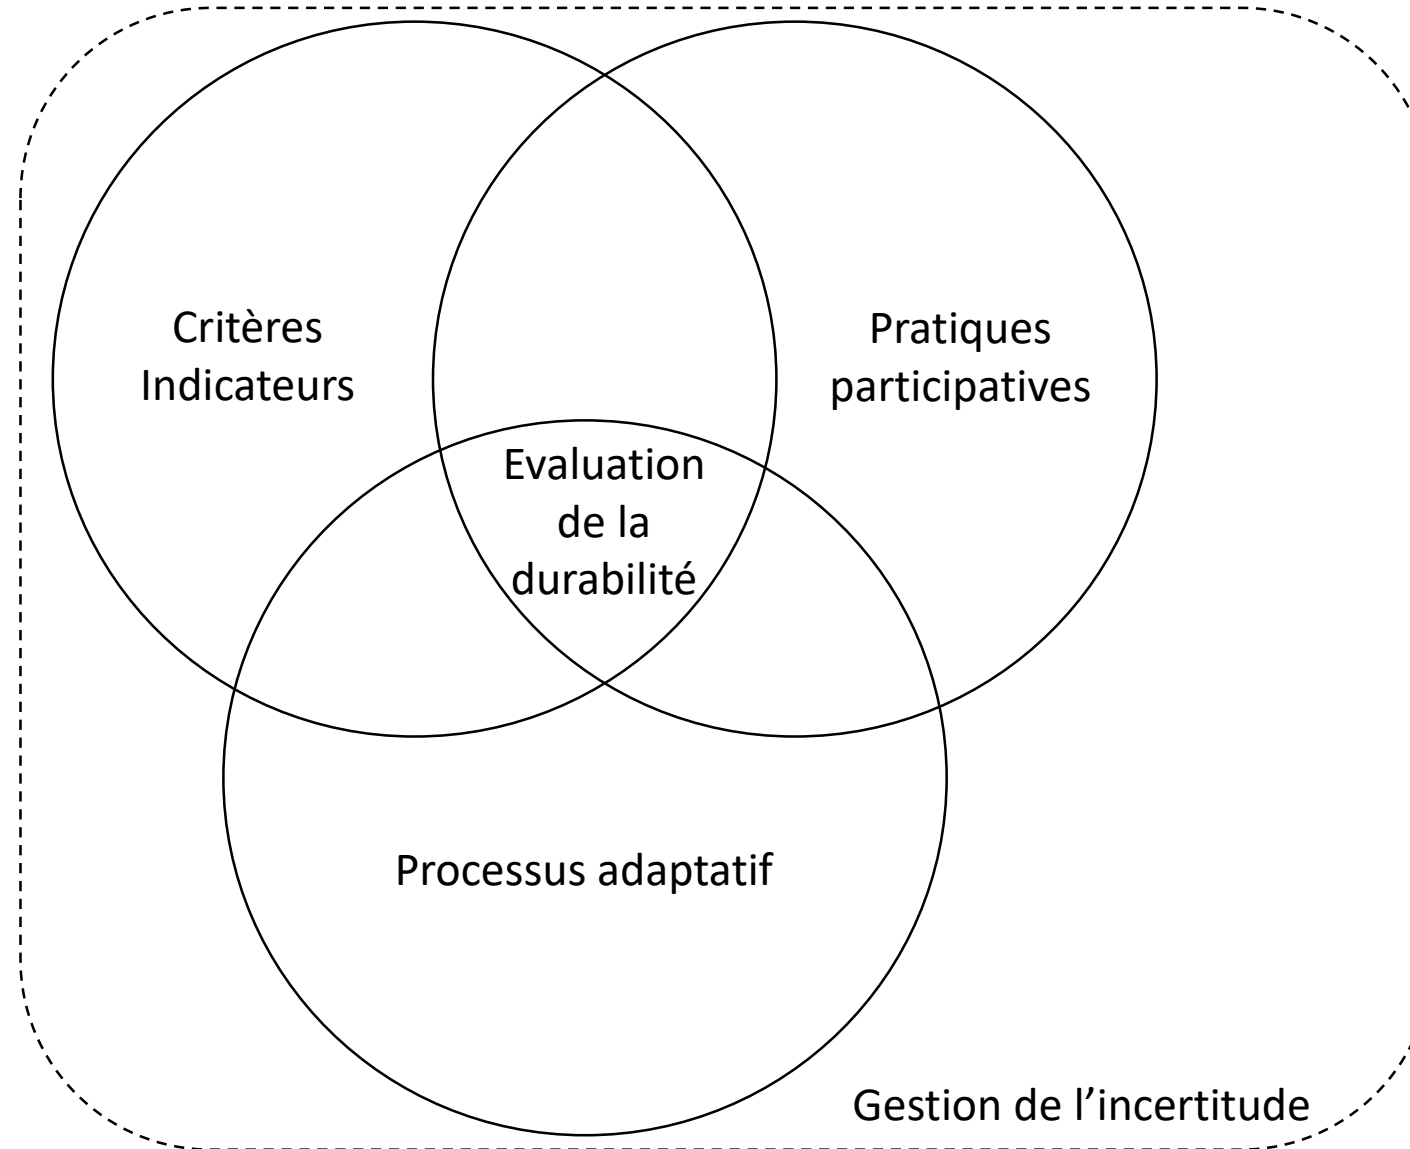 Critères
Indicateurs
Pratiques
participatives
Evaluation
de la
durabilité
Processus adaptatif
Gestion de l’incertitude